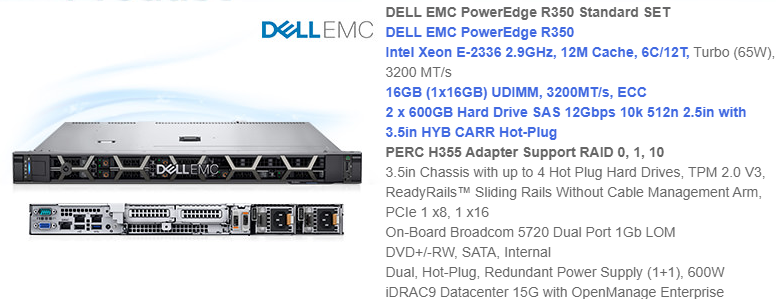 DELL EMC PowerEdge R350 Standard SET
DELLEMC
DELL EMC PowerEdge R350
Intel Xeon E-2336 2.9GHz, 12M Cache, 6C/12T, Turbo (65W),
3200 MT/s
16GB (1x16GB) UDIMM, 3200MT/s, ECC
2 x 600GB Hard Drive SAS 12Gbps 10k 512n 2.5in with
3.5in HYB CARR Hot-Plug
DELLEMC
PERC H355 Adapter Support RAID 0, 1, 10
3.5in Chassis with up to 4 Hot Plug Hard Drives, TPM 2.0 V3,
ReadyRails™ Sliding Rails Without Cable Management Arm,
PCIe 1 x8, 1 x16
On-Board Broadcom 5720 Dual Port 1Gb LOM
DVD+/-RW, SATA, Internal
Dual, Hot-Plug, Redundant Power Supply (1+1), 600W
iDRAC9 Datacenter 15G with OpenManage Enterprise